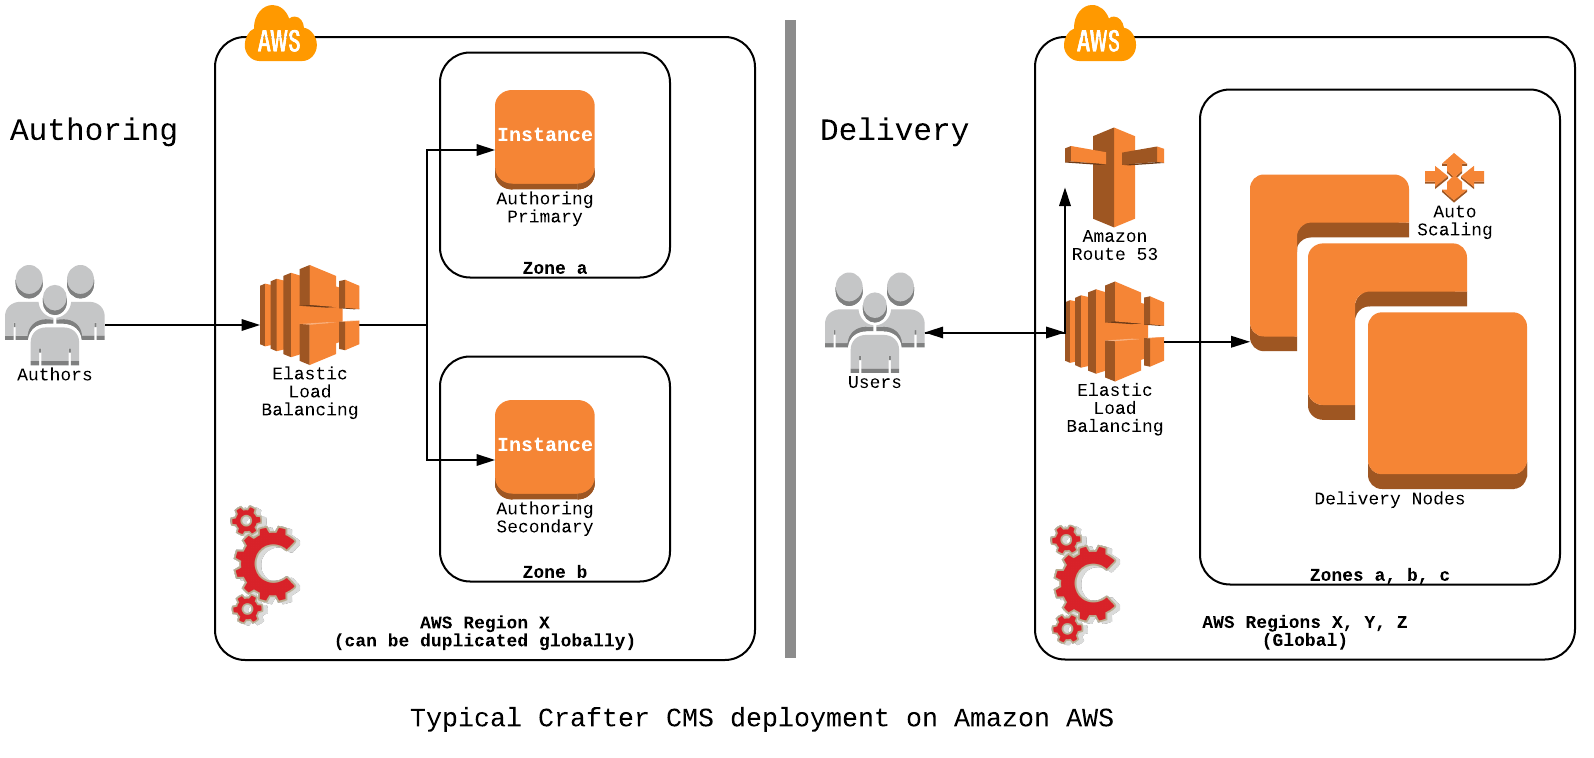 AWS
Authoring
Instance
Authoring
Primary
Zone a
Authors
Elastic
Load
Balancing
Instance
Authoring
Secondary
Zone b
AWS Region X
(can be duplicated globally)
AWS
Delivery
Amazon
Route 53
Auto
Scaling
Users
Elastic
Load
Balancing
Delivery Nodes
Zones a, b, c
AWS Regions X, Y, Z
(Global)
Typical Crafter CMS deployment on Amazon AWS